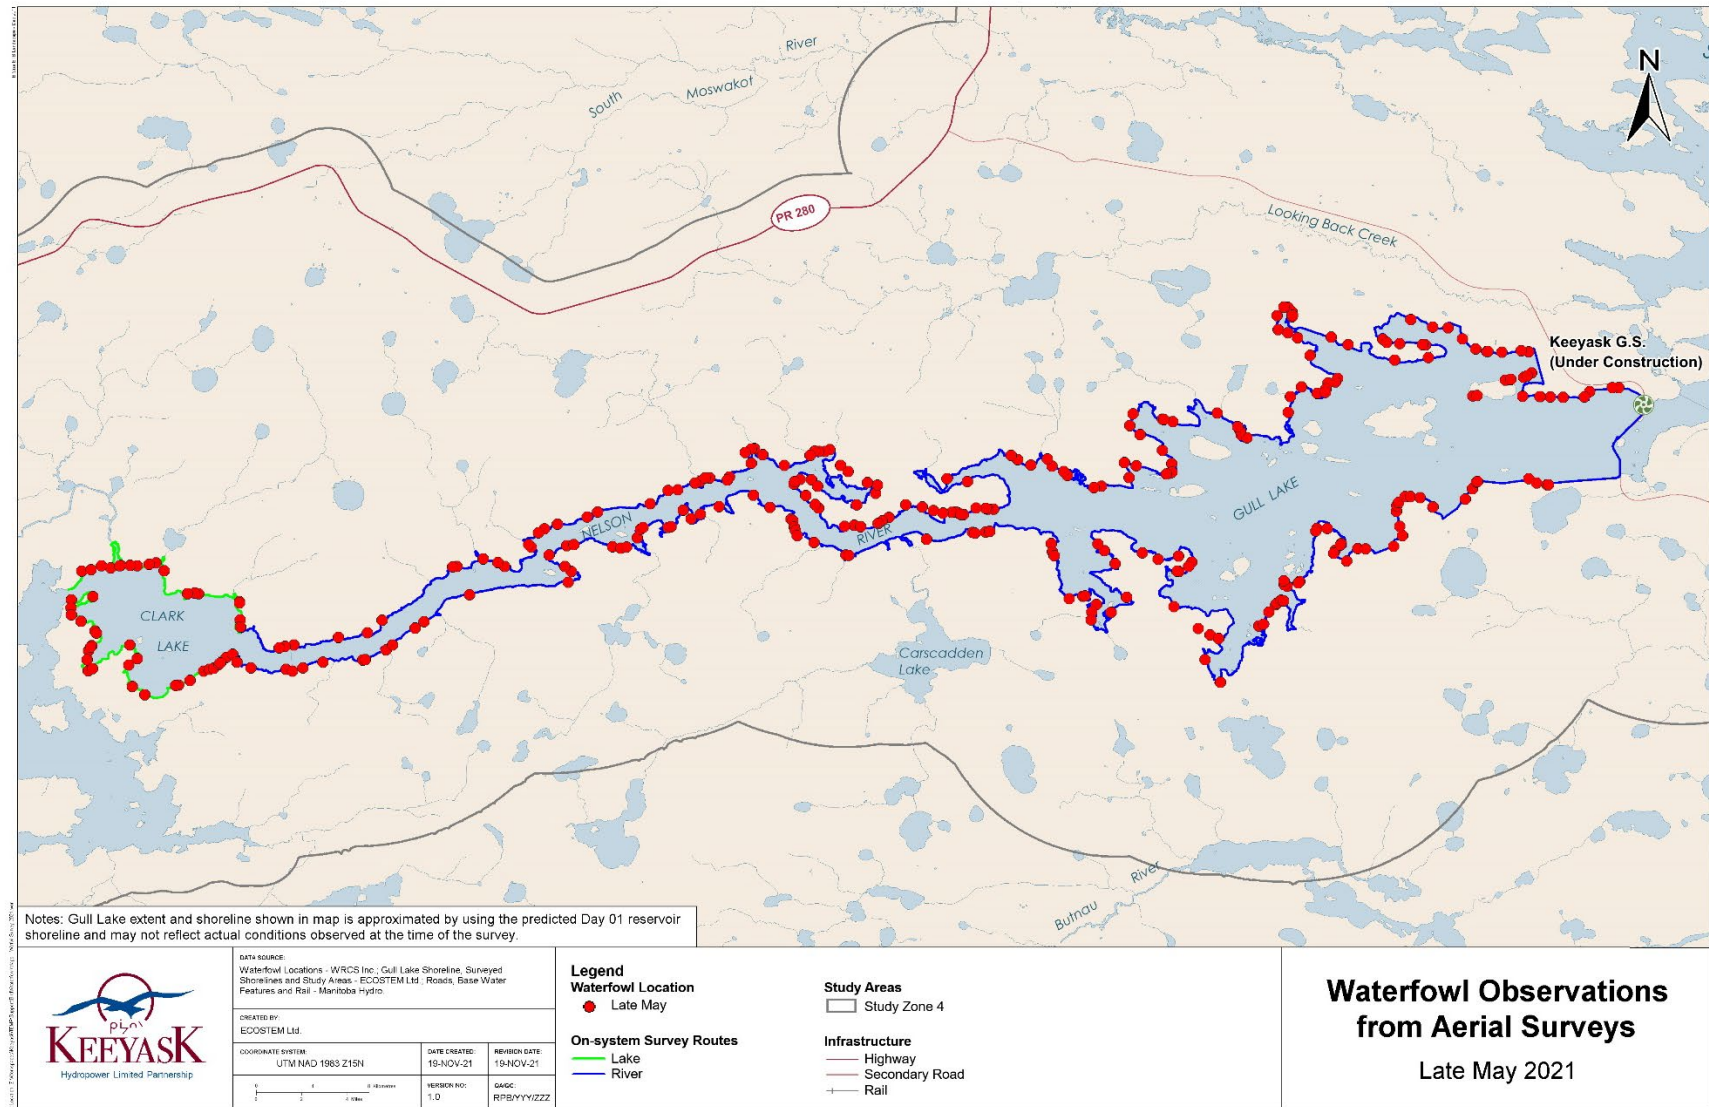 South
Moswakot
River
N
PR 280
Looking Back Creek
Keeyask G.S.
(Under Construction)
GULL LAKE
NELSON
RIVER
CLARK
LAKE
Carscadden
Lake
Butnau
River
Notes: Gull Lake extent and shoreline shown in map is approximated by using the predicted Day 01 reservoir
shoreline and may not reflect actual conditions observed at the time of the survey.
KEEYASK
Hydropower Limited Partnership
DATA SOURCE:
Waterfowl Locations - WRCS Inc.; Gull Lake Shoreline, Surveyed
Shorelines and Study Areas - ECOSTEM Ltd.; Roads, Base Water
Features and Rail - Manitoba Hydro.
CREATED BY:
ECOSTEM Ltd.
COORDINATE SYSTEM:
UTM NAD 1983 Z15N
DATE CREATED:
19-NOV-21
REVISION DATE:
19-NOV-21
VERSION NO:
1.0
QA/QC:
RPB/YYY/ZZZ
Legend
Waterfowl Location
Late May
On-system Survey Routes
Lake
River
Study Areas
Study Zone 4
Infrastructure
Highway
Secondary Road
Rail
Waterfowl Observations
from Aerial Surveys
Late May 2021